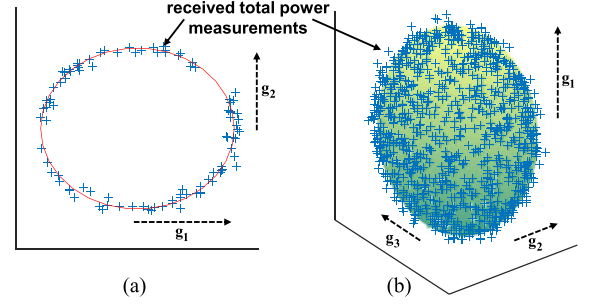 received total power
measurements
g2
g1
g1
g3
g2
(a)
(b)